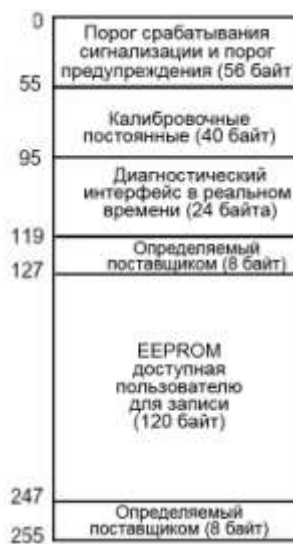 0
Порог срабатывания
сигнализации и порог
предупреждения (56 байт)
55
Калибровочные
постоянные (40 байт)
95
Диагностический
интерфейс в реальном
времени (24 байта)
119
Определяемый
поставщиком (8 байт)
127
EEPROM
доступная
пользователю
для записи
(120 байт)
247
Определяемый
поставщиком (8 байт)
255